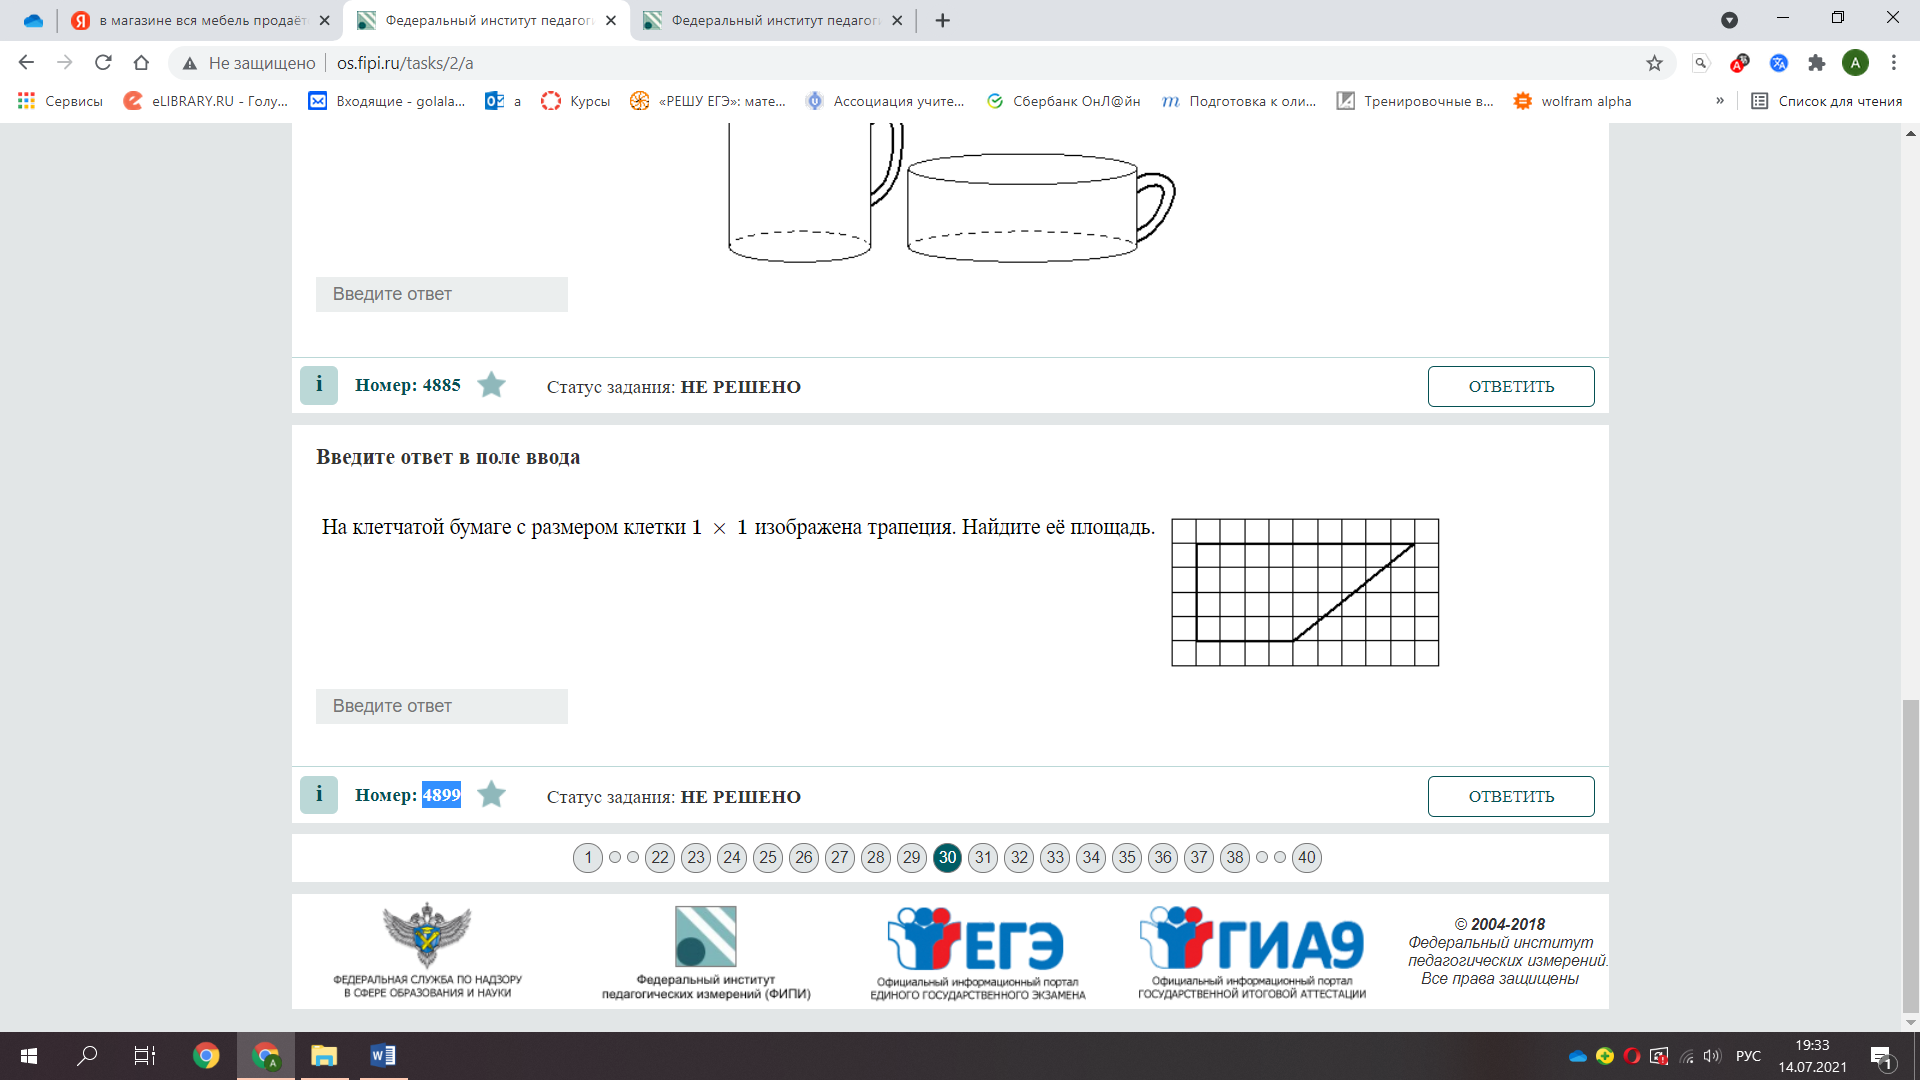 в магазине вся мебель продаёт
Федеральный институт педагоги
Федеральный институт педагоги
Не защищено
os.fipi.ru/tasks/2/a
Сервисы
eLIBRARY.RU - Голу...
Входящие - golala...
а
Курсы
«РЕШУ ЕГЭ»: мате...
Ассоциация учите...
Сбербанк ОнЛ@йн
Подготовка к оли...
Тренировочные в...
wolfram alpha
»
Список для чтения
Введите ответ
i
Номер: 4885
Статус задания: НЕ РЕШЕНО
ОТВЕТИТЬ
Введите ответ в поле ввода
На клетчатой бумаге с размером клетки 1 × 1 изображена трапеция. Найдите её площадь.
Введите ответ
i
Номер: 4899
Статус задания: НЕ РЕШЕНО
ОТВЕТИТЬ
1 22 23 24 25 26 27 28 29 30 31 32 33 34 35 36 37 38 40
ФЕДЕРАЛЬНАЯ СЛУЖБА ПО НАДЗОРУ
В СФЕРЕ ОБРАЗОВАНИЯ И НАУКИ
Федеральный институт
педагогических измерений (ФИПИ)
ЕГЭ
Официальный информационный портал
ЕДИНОГО ГОСУДАРСТВЕННОГО ЭКЗАМЕНА
ГИА9
Официальный информационный портал
ГОСУДАРСТВЕННОЙ ИТОГОВОЙ АТТЕСТАЦИИ
© 2004-2018
Федеральный институт
педагогических измерений.
Все права защищены
РУС
19:33
14.07.2021
1